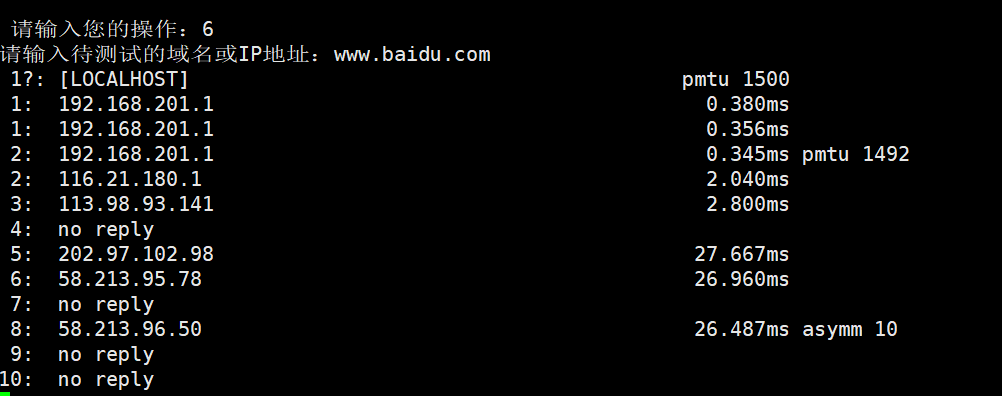 请输入您的操作：6
请输入待测试的域名或IP地址：www.baidu.com
1?: [LOCALHOST] pmtu 1500
1: 192.168.201.1 0.380ms
1: 192.168.201.1 0.356ms
2: 192.168.201.1 0.345ms pmtu 1492
2: 116.21.180.1 2.040ms
3: 113.98.93.141 2.800ms
4: no reply
5: 202.97.102.98 27.667ms
6: 58.213.95.78 26.960ms
7: no reply
8: 58.213.96.50 26.487ms asymm 10
9: no reply
10: no reply